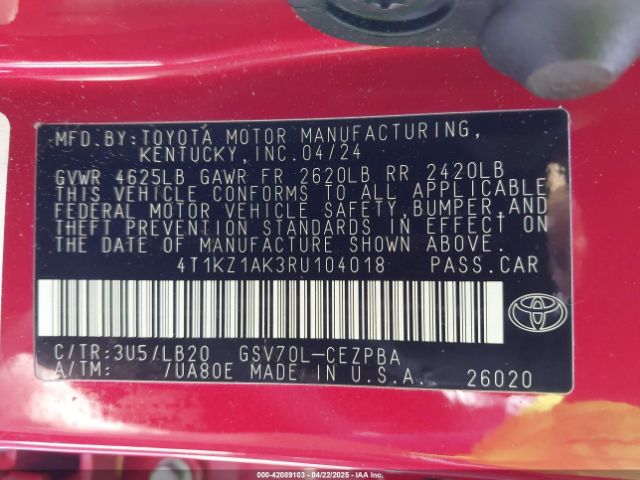 MFD.BY:TOYOTA MOTOR MANUFACTURING,
KENTUCKY,INC.04/24
GVWR 4625LB GAWR FR 2620LB RR 2420LB
THIS VEHICLE CONFORMS TO ALL APPLICABLE
FEDERAL MOTOR VEHICLE SAFETY,BUMPER,AND
THEFT PREVENTION STANDARDS IN EFFECT ON
THE DATE OF MANUFACTURE SHOWN ABOVE.
4T1KZ1AK3RU104018 PASS.CAR
C/TR:3U5/LB20 GSV70L-CEZPBA
A/TM: /UA80E MADE IN U.S.A. 26020
000-42089103 - 04/22/2025 - IAA Inc.